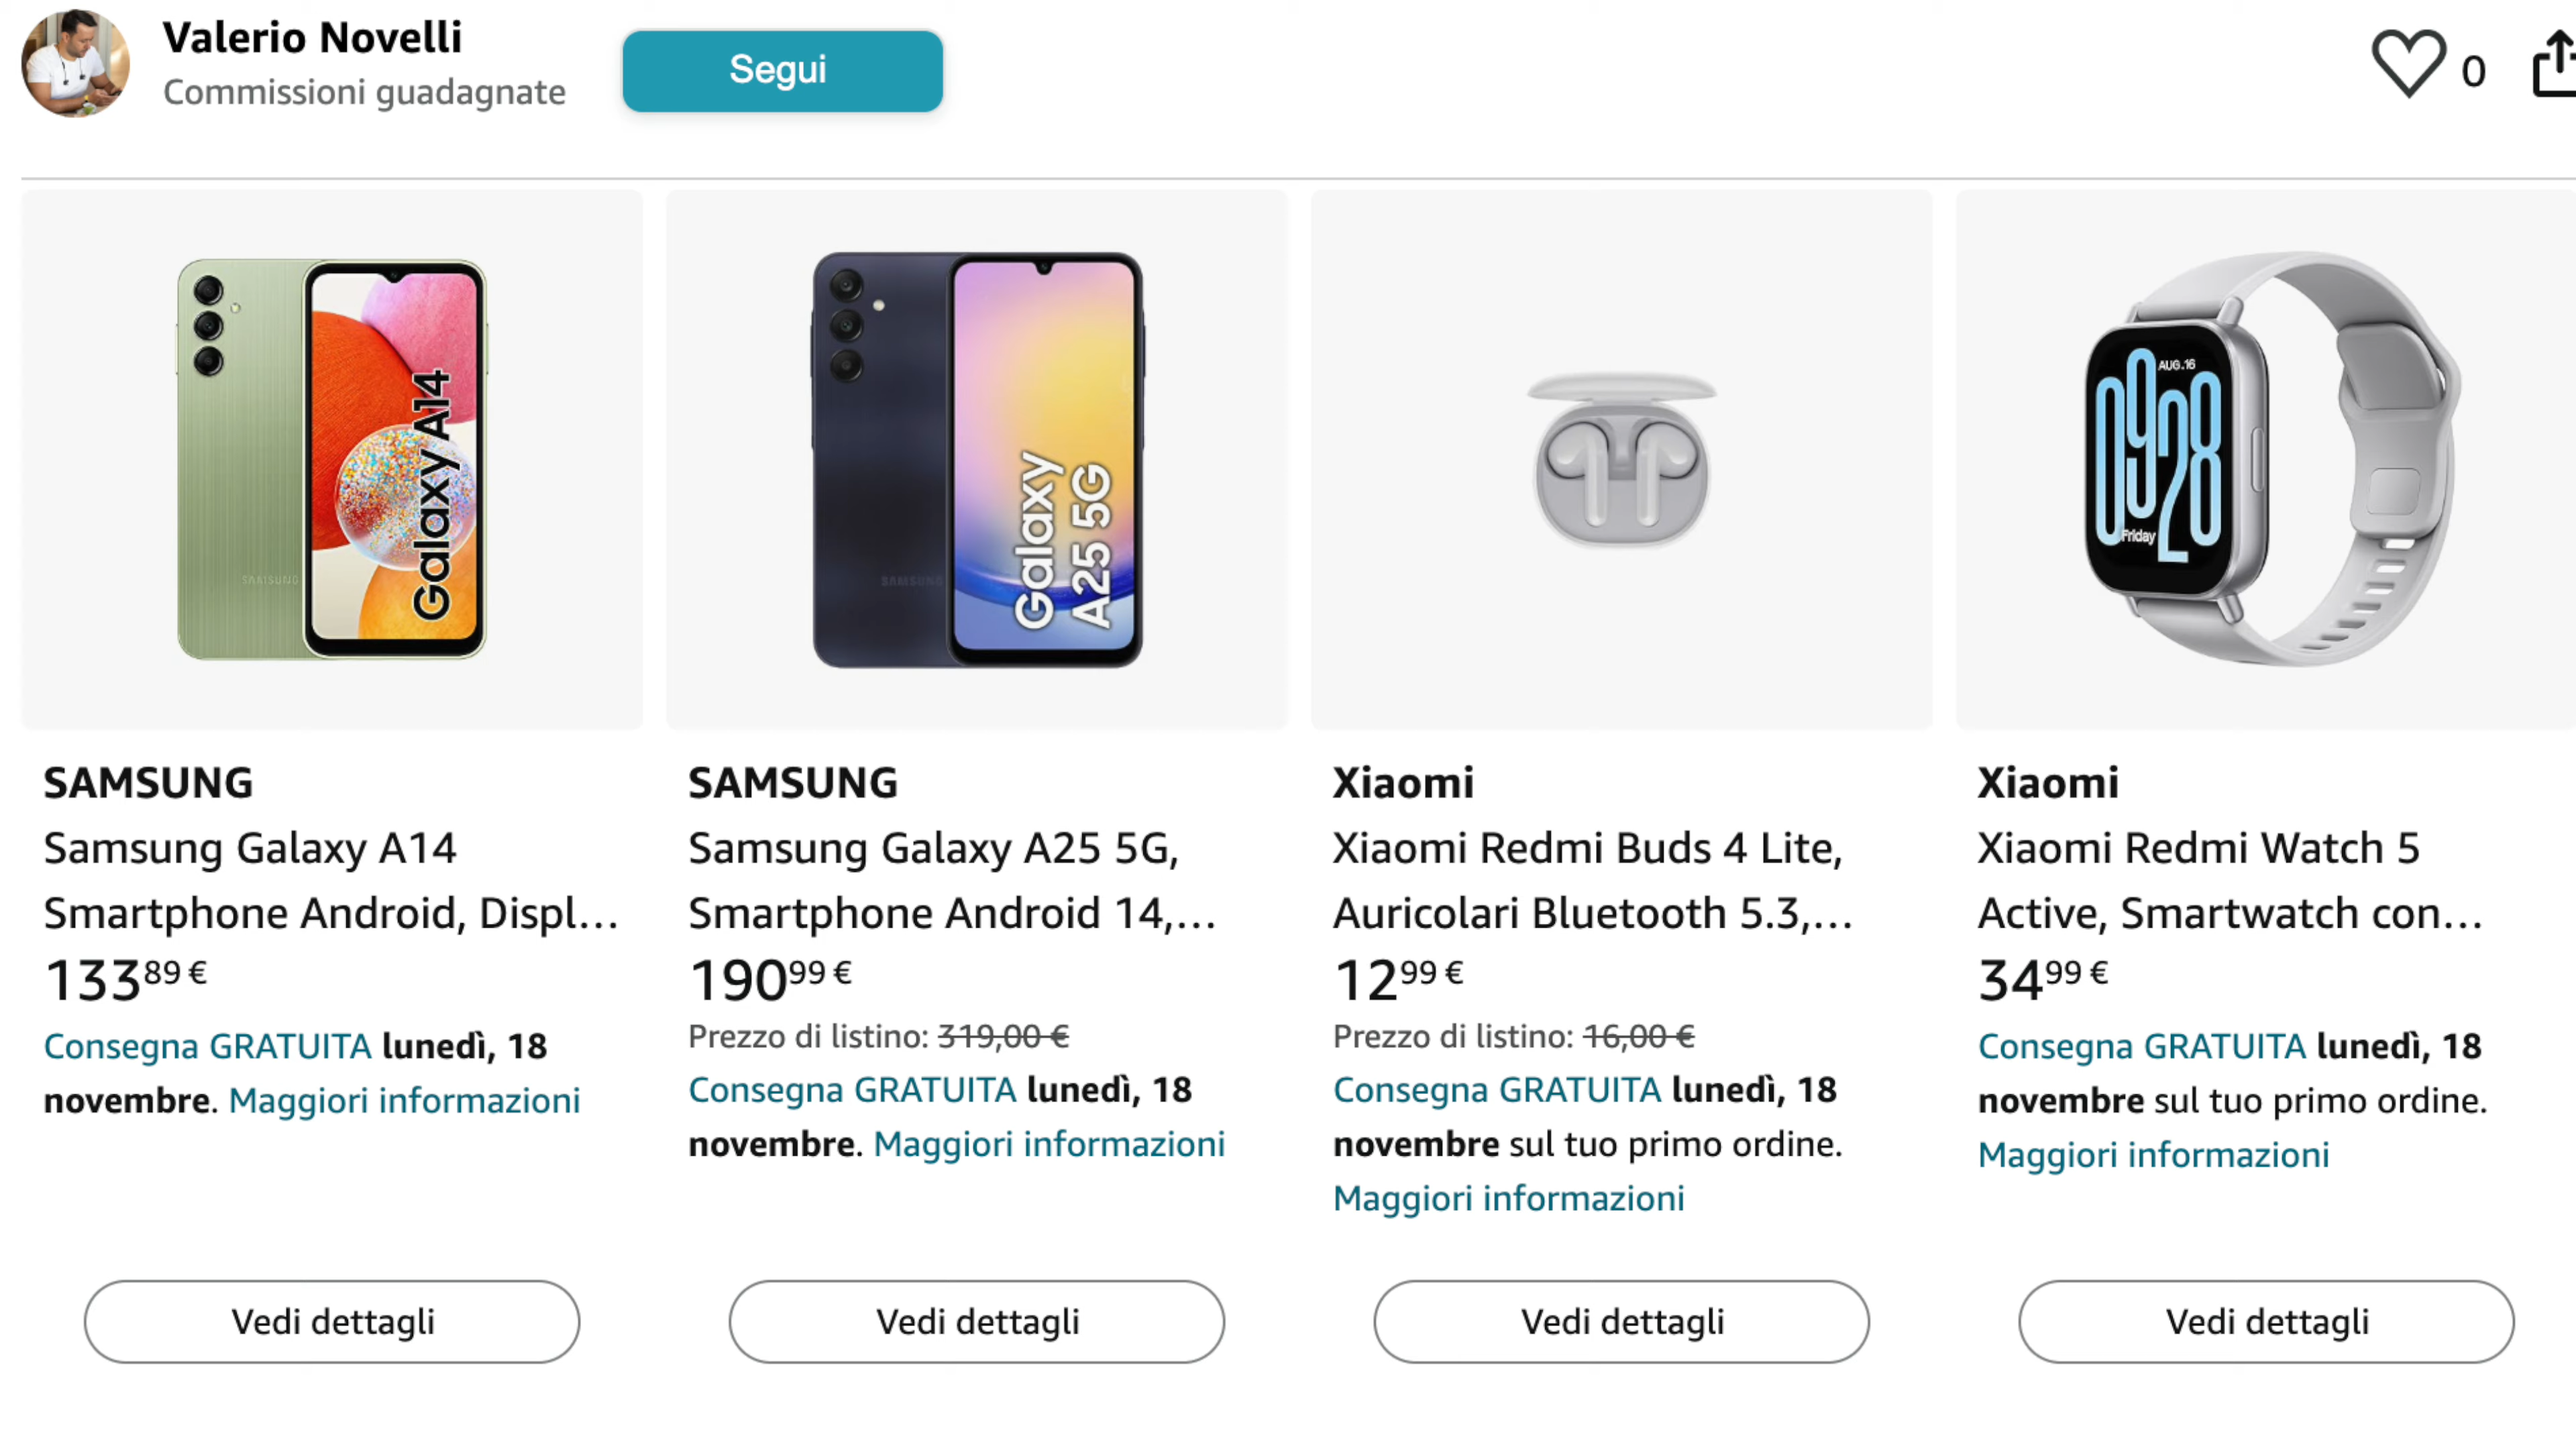 Valerio Novelli
Commissioni guadagnate
Segui
0
Galaxy A14
SAMSUNG
Galaxy
A25 5G
SAMSUNG
AUG.16
09
28
Friday
SAMSUNG
Samsung Galaxy A14
Smartphone Android, Displ...
133 89 €
Consegna GRATUITA lunedì, 18
novembre. Maggiori informazioni
Vedi dettagli
SAMSUNG
Samsung Galaxy A25 5G,
Smartphone Android 14,...
190 99 €
Prezzo di listino: 319,00 €
Consegna GRATUITA lunedì, 18
novembre. Maggiori informazioni
Vedi dettagli
Xiaomi
Xiaomi Redmi Buds 4 Lite,
Auricolari Bluetooth 5.3,...
12 99 €
Prezzo di listino: 16,00 €
Consegna GRATUITA lunedì, 18
novembre sul tuo primo ordine.
Maggiori informazioni
Vedi dettagli
Xiaomi
Xiaomi Redmi Watch 5
Active, Smartwatch con...
34 99 €
Consegna GRATUITA lunedì, 18
novembre sul tuo primo ordine.
Maggiori informazioni
Vedi dettagli